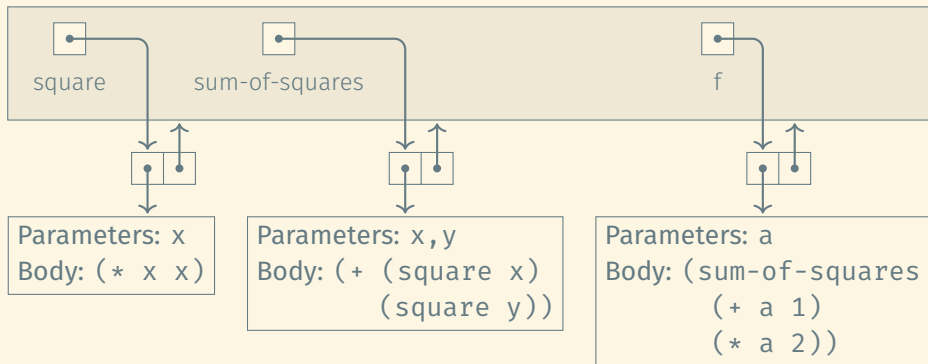 square
sum-of-squares
f
Parameters: x
Body: (* x x)
Parameters: x,y
Body: (+ (square x)
(square y))
Parameters: a
Body: (sum-of-squares
(+ a 1)
(* a 2))